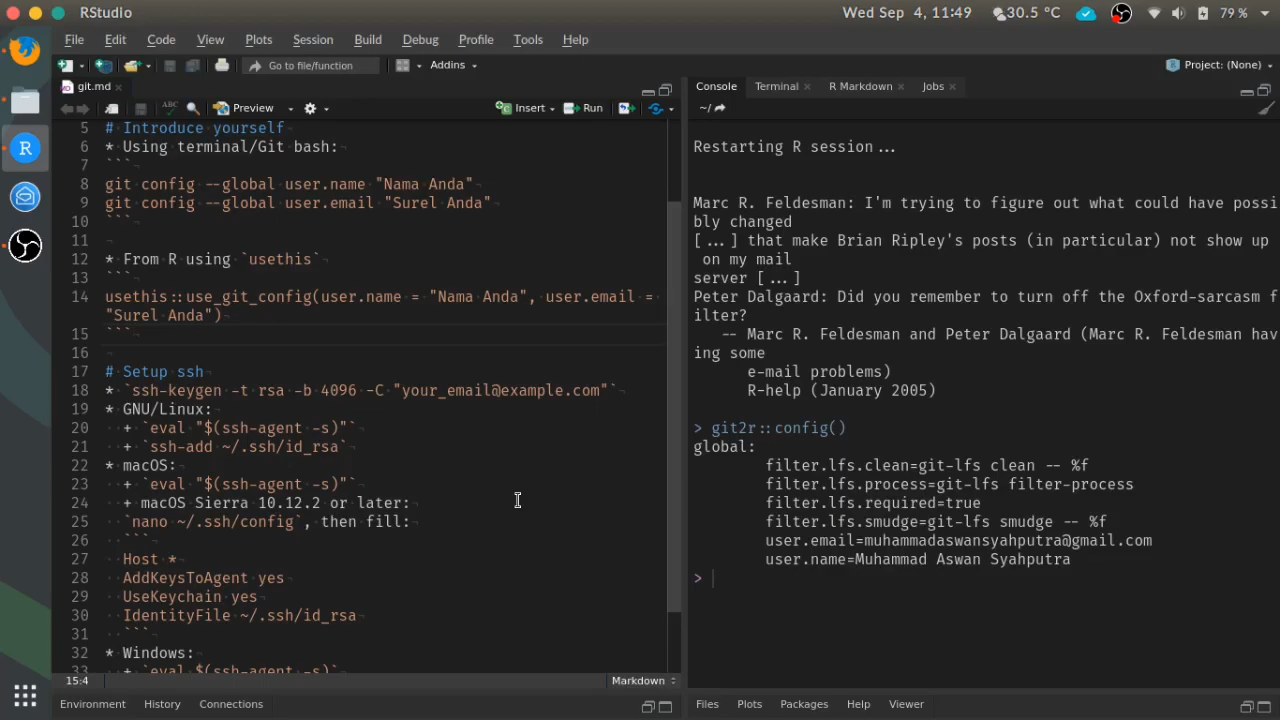 RStudio
Wed Sep 4, 11:49
30.5 °C
79 %
File Edit Code View Plots Session Build Debug Profile Tools Help
Go to file/function
Addins
Project: (None)
git.md
Preview
Insert
Run
5 # Introduce yourself
6 * Using terminal/Git bash:
7 ```
8 git config --global user.name "Nama Anda"
9 git config --global user.email "Surel Anda"
10 ```
11
12 * From R using `usethis`
13 ```
14 usethis::use_git_config(user.name = "Nama Anda", user.email =
"Surel Anda")
15 ```
16
17 # Setup ssh
18 * `ssh-keygen -t rsa -b 4096 -C "your_email@example.com"`
19 * GNU/Linux:
20 + `eval "$(ssh-agent -s)"`
21 + `ssh-add ~/.ssh/id_rsa`
22 * macOS:
23 + `eval "$(ssh-agent -s)"`
24 + macOS Sierra 10.12.2 or later:
25 `nano ~/.ssh/config`, then fill:
26 ```
27 Host *
28 AddKeysToAgent yes
29 UseKeychain yes
30 IdentityFile ~/.ssh/id_rsa
31 ```
32 * Windows:
33 + `eval $(ssh-agent -s)`
15:4
Markdown
Environment History Connections
Console Terminal R Markdown Jobs
~/
Restarting R session...
Marc R. Feldesman: I'm trying to figure out what could have possi
bly changed
[...] that make Brian Ripley's posts (in particular) not show up
on my mail
server [...]
Peter Dalgaard: Did you remember to turn off the Oxford-sarcasm f
ilter?
-- Marc R. Feldesman and Peter Dalgaard (Marc R. Feldesman hav
ing some
e-mail problems)
R-help (January 2005)
> git2r::config()
global:
filter.lfs.clean=git-lfs clean -- %f
filter.lfs.process=git-lfs filter-process
filter.lfs.required=true
filter.lfs.smudge=git-lfs smudge -- %f
user.email=muhammadaswansyahputra@gmail.com
user.name=Muhammad Aswan Syahputra
>
Files Plots Packages Help Viewer